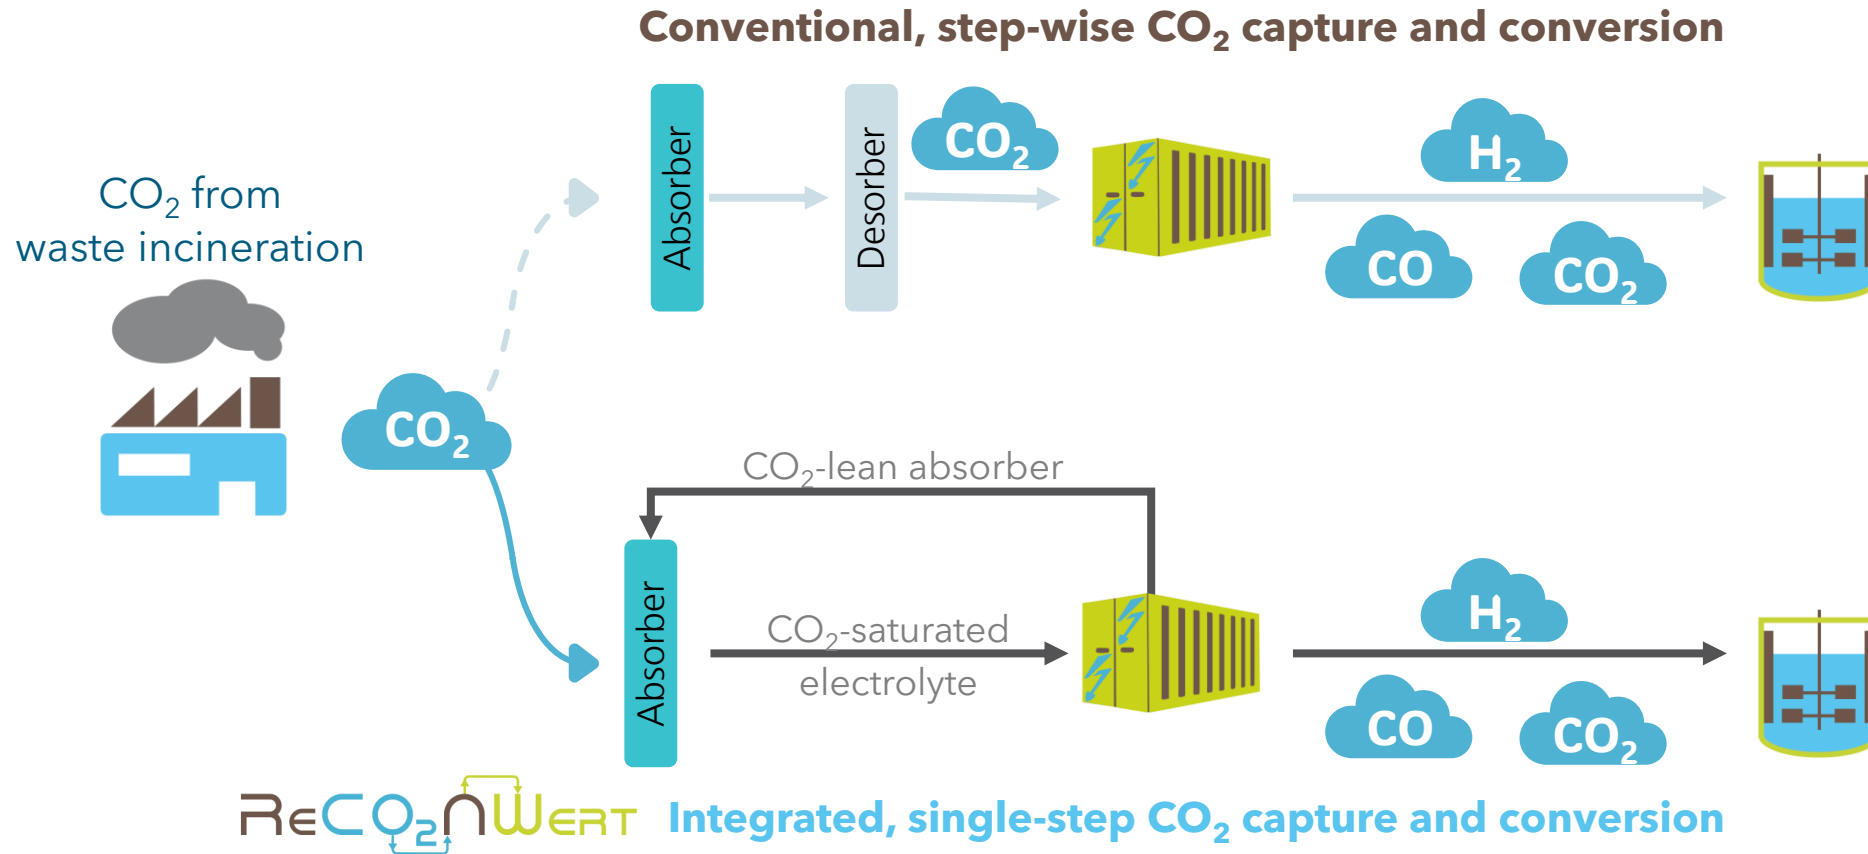 Conventional, step-wise CO₂ capture and conversion
CO₂ from
waste incineration
Absorber
Desorber
CO₂
H₂
CO
CO₂
CO₂
CO₂-lean absorber
Absorber
CO₂-saturated
electrolyte
H₂
CO
CO₂
ReCO₂NWert
Integrated, single-step CO₂ capture and conversion